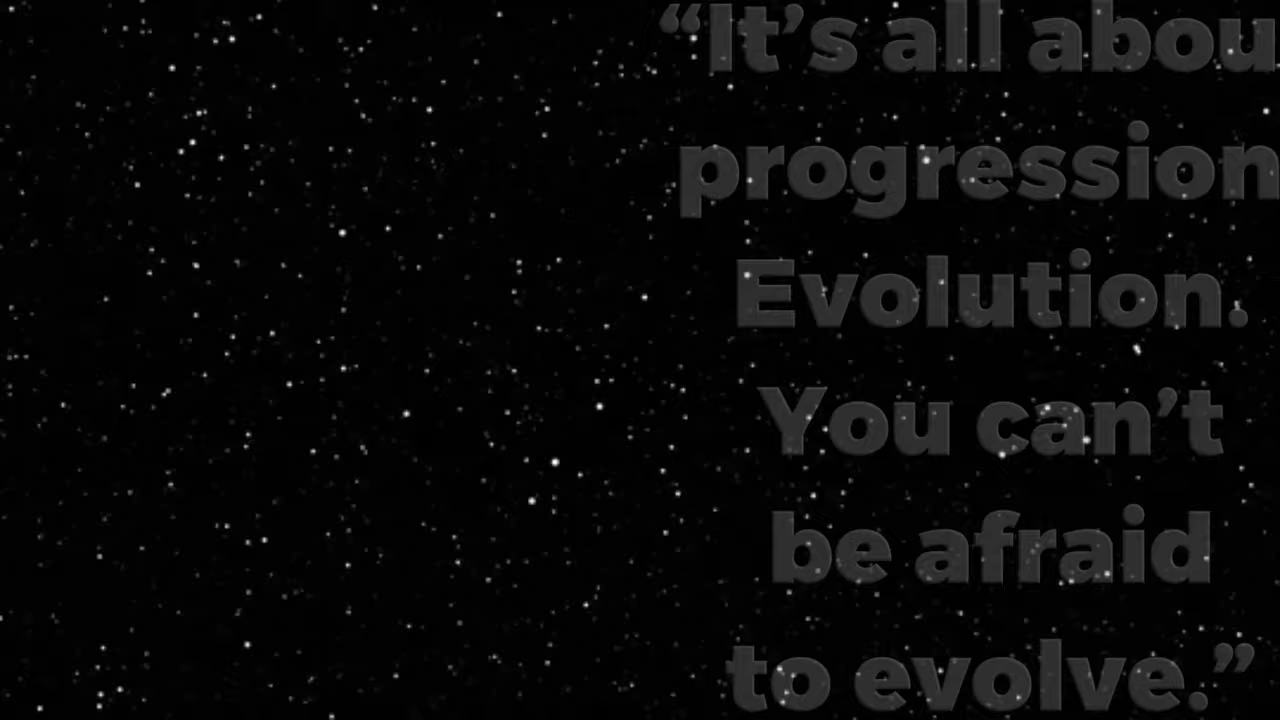 “It’s all abou
progression
Evolution.
You can’t
be afraid
to evolve.”